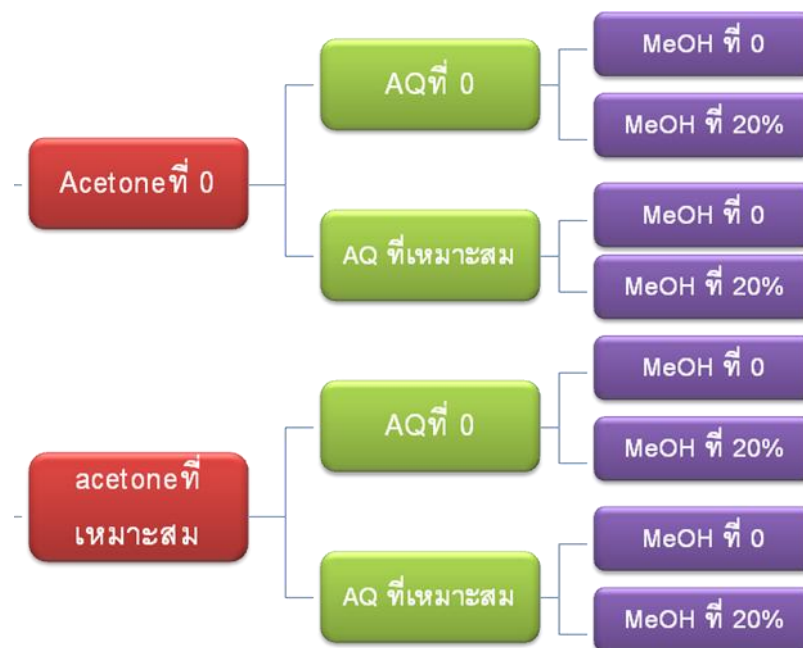 Acetoneที่ 0
AQที่ 0
MeOH ที่ 0
MeOH ที่ 20%
AQ ที่เหมาะสม
MeOH ที่ 0
MeOH ที่ 20%
acetoneที่
เหมาะสม
AQที่ 0
MeOH ที่ 0
MeOH ที่ 20%
AQ ที่เหมาะสม
MeOH ที่ 0
MeOH ที่ 20%